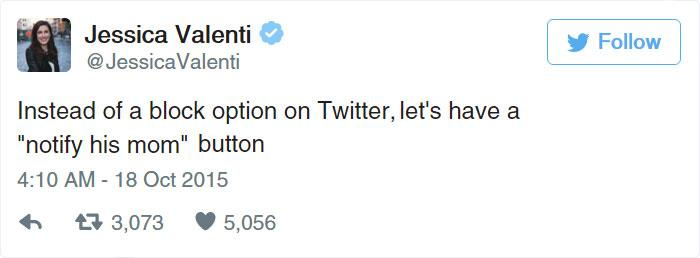 Jessica Valenti
@JessicaValenti
Follow
Instead of a block option on Twitter, let's have a
"notify his mom" button
4:10 AM - 18 Oct 2015
3,073 5,056